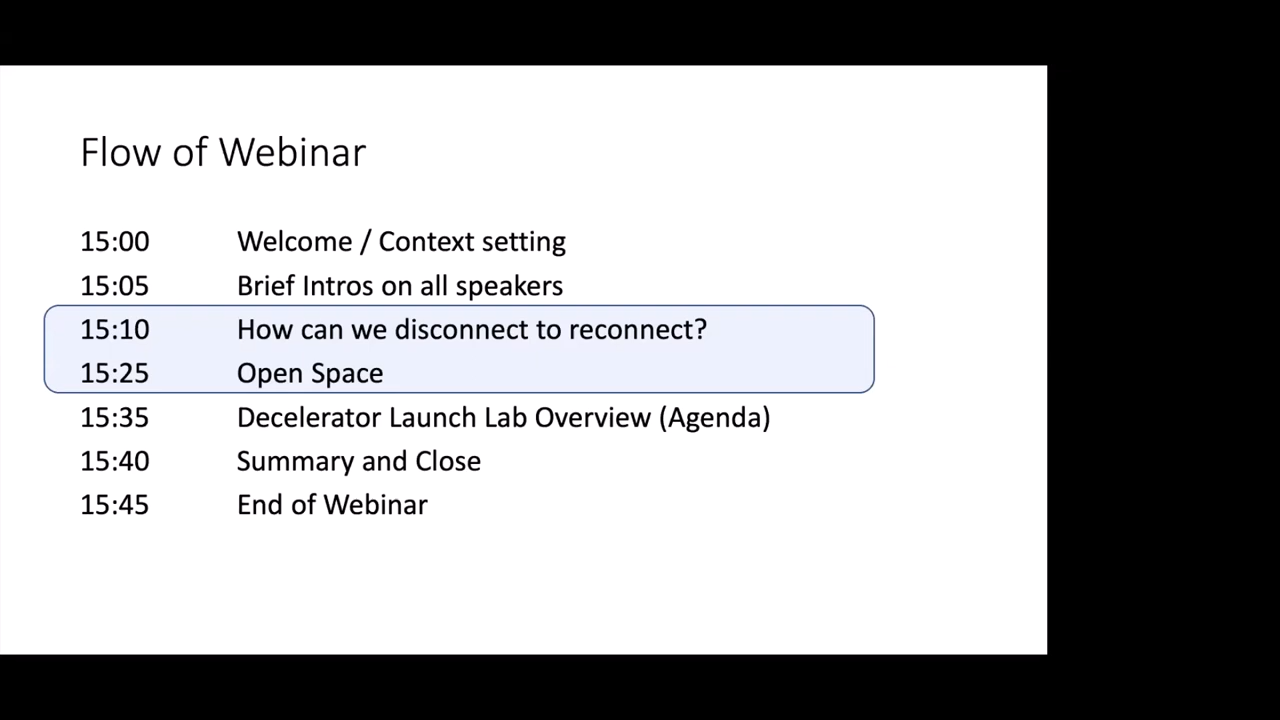 Flow of Webinar
15:00 Welcome / Context setting
15:05 Brief Intros on all speakers
15:10 How can we disconnect to reconnect?
15:25 Open Space
15:35 Decelerator Launch Lab Overview (Agenda)
15:40 Summary and Close
15:45 End of Webinar